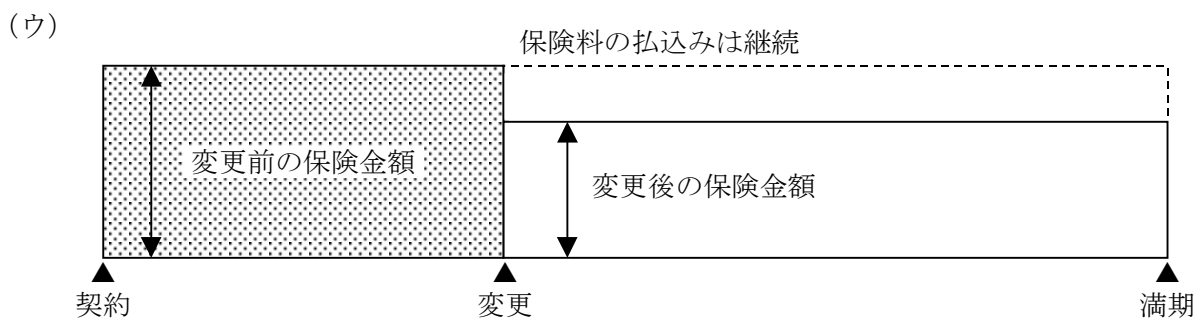 （ウ）
保険料の払込みは継続
変更前の保険金額
変更後の保険金額
契約
変更
満期